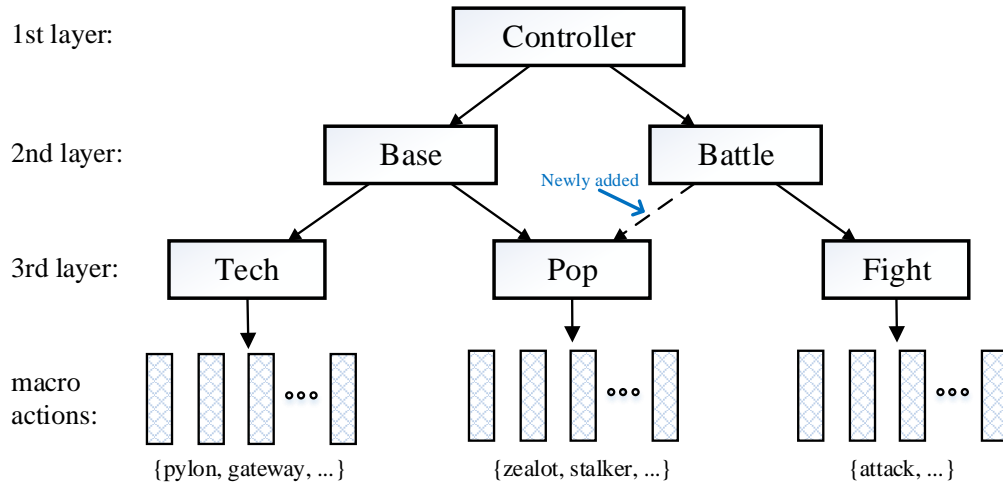 1st layer:
Controller
2nd layer:
Base
Battle
Newly added
3rd layer:
Tech
Pop
Fight
macro
actions:
{pylon, gateway, ...}
{zealot, stalker, ...}
{attack, ...}